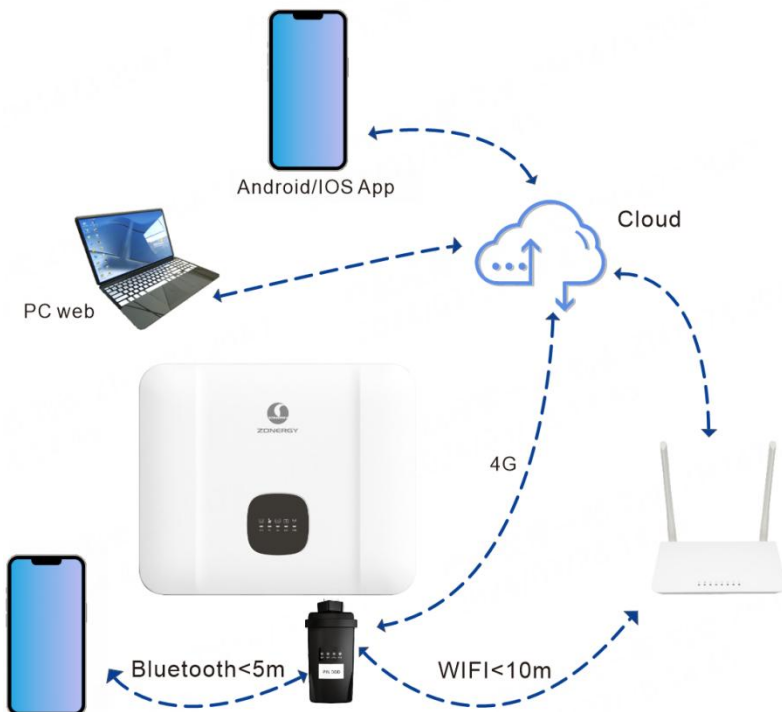 Android/IOS App
Cloud
PC web
ZONERGY
4G
Bluetooth<5m
WIFI<10m